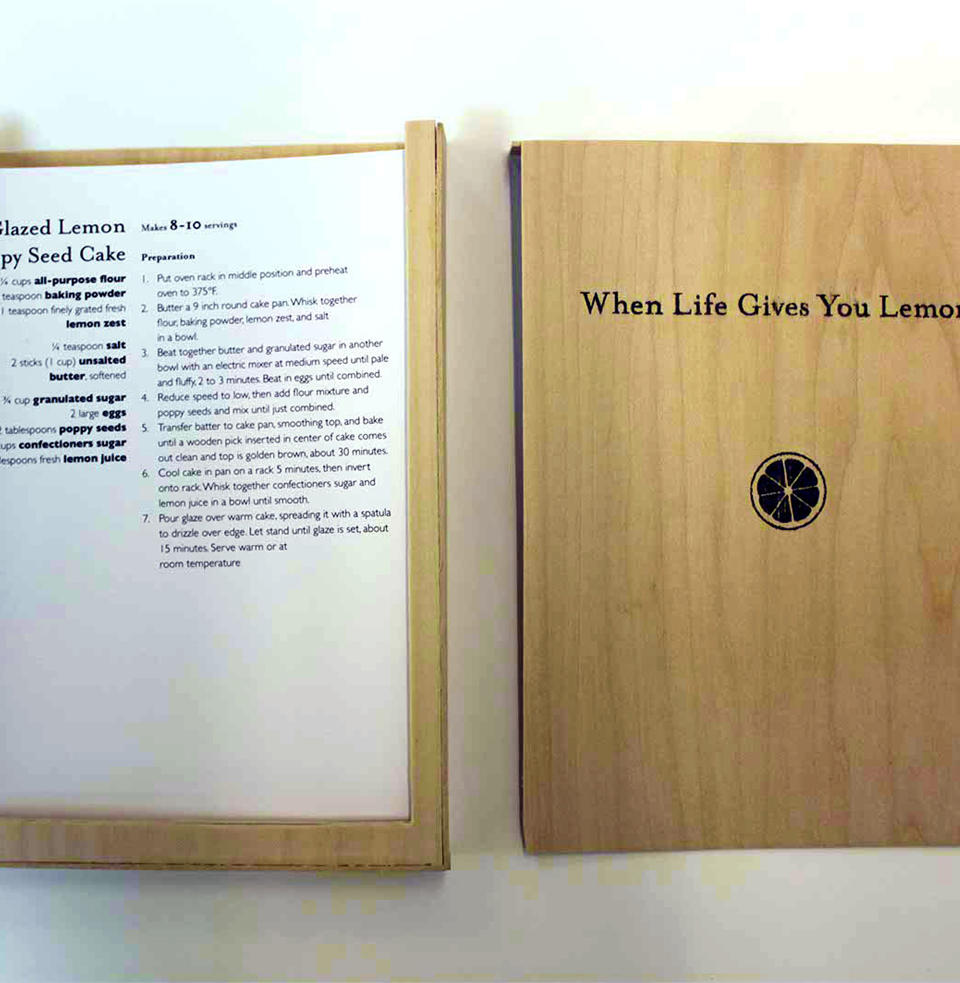 Glazed Lemon
py Seed Cake
¼ cups all-purpose flour
teaspoon baking powder
1 teaspoon finely grated fresh
lemon zest
¼ teaspoon salt
2 sticks (1 cup) unsalted
butter, softened
¾ cup granulated sugar
2 large eggs
tablespoons poppy seeds
ups confectioners sugar
espoons fresh lemon juice
Makes 8-10 servings
Preparation
1. Put oven rack in middle position and preheat
oven to 375°F.
2. Butter a 9 inch round cake pan. Whisk together
flour, baking powder, lemon zest, and salt
in a bowl.
3. Beat together butter and granulated sugar in another
bowl with an electric mixer at medium speed until pale
and fluffy, 2 to 3 minutes. Beat in eggs until combined.
4. Reduce speed to low, then add flour mixture and
poppy seeds and mix until just combined.
5. Transfer batter to cake pan, smoothing top, and bake
until a wooden pick inserted in center of cake comes
out clean and top is golden brown, about 30 minutes.
6. Cool cake in pan on a rack 5 minutes, then invert
onto rack. Whisk together confectioners sugar and
lemon juice in a bowl until smooth.
7. Pour glaze over warm cake, spreading it with a spatula
to drizzle over edge. Let stand until glaze is set, about
15 minutes. Serve warm or at
room temperature
When Life Gives You Lemon